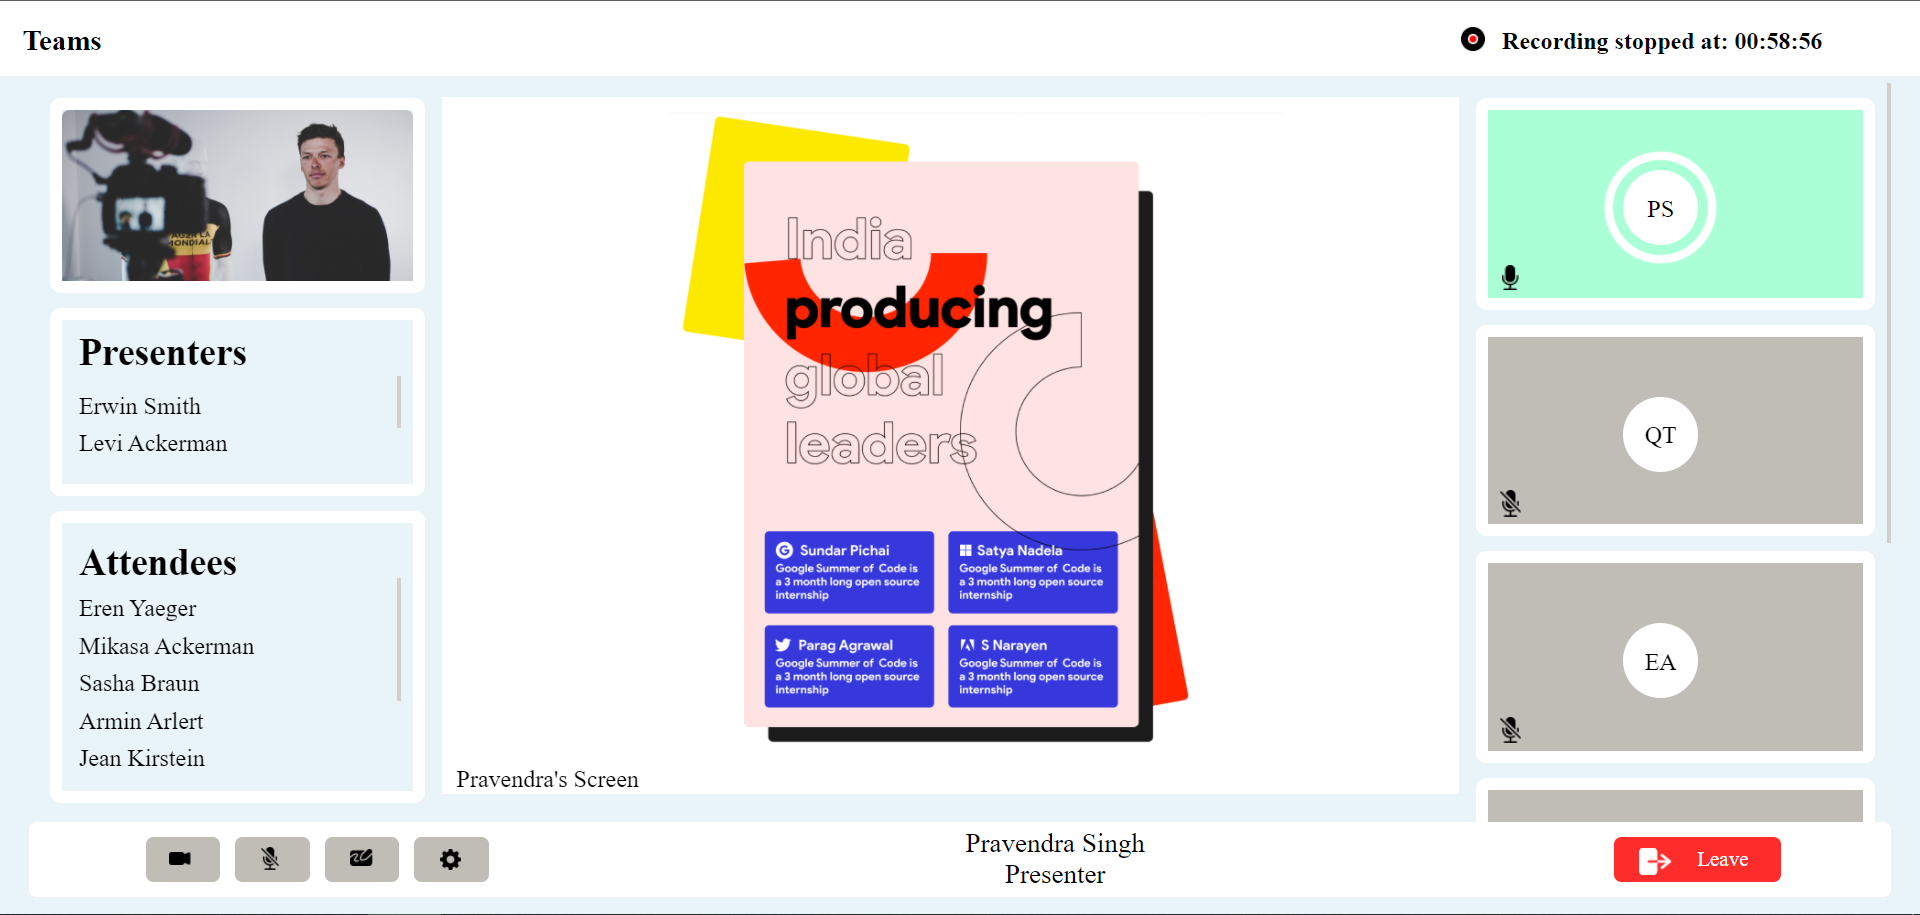 Teams
Recording stopped at: 00:58:56
AG2R LA
MONDIAL
Presenters
Erwin Smith
Levi Ackerman
Attendees
Eren Yaeger
Mikasa Ackerman
Sasha Braun
Armin Arlert
Jean Kirstein
India
producing
global
leaders
G Sundar Pichai
Google Summer of Code is
a 3 month long open source
internship
Satya Nadela
Google Summer of Code is
a 3 month long open source
internship
Parag Agrawal
Google Summer of Code is
a 3 month long open source
internship
S Narayen
Google Summer of Code is
a 3 month long open source
internship
Pravendra's Screen
PS
QT
EA
Pravendra Singh
Presenter
Leave